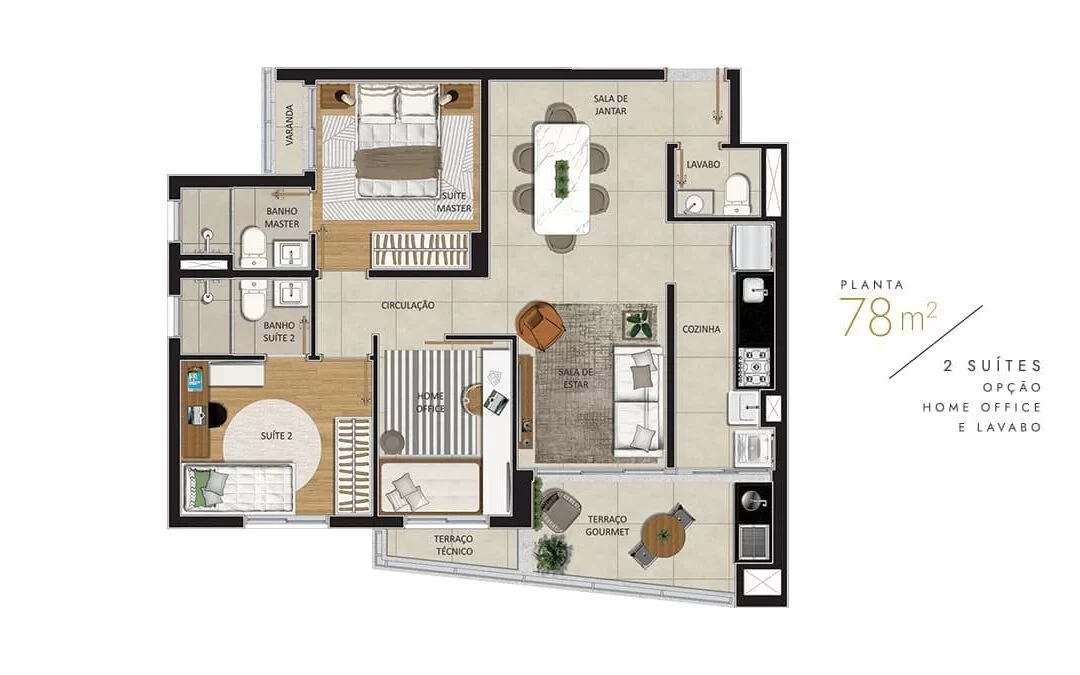 VARANDA
SUÍTE
MASTER
SALA DE
JANTAR
LAVABO
BANHO
MASTER
BANHO
SUÍTE 2
CIRCULAÇÃO
COZINHA
SALA DE
ESTAR
HOME
OFFICE
SUÍTE 2
TERRAÇO
GOURMET
TERRAÇO
TÉCNICO
PLANTA
78 m²
2 SUÍTES
OPÇÃO
HOME OFFICE
E LAVABO